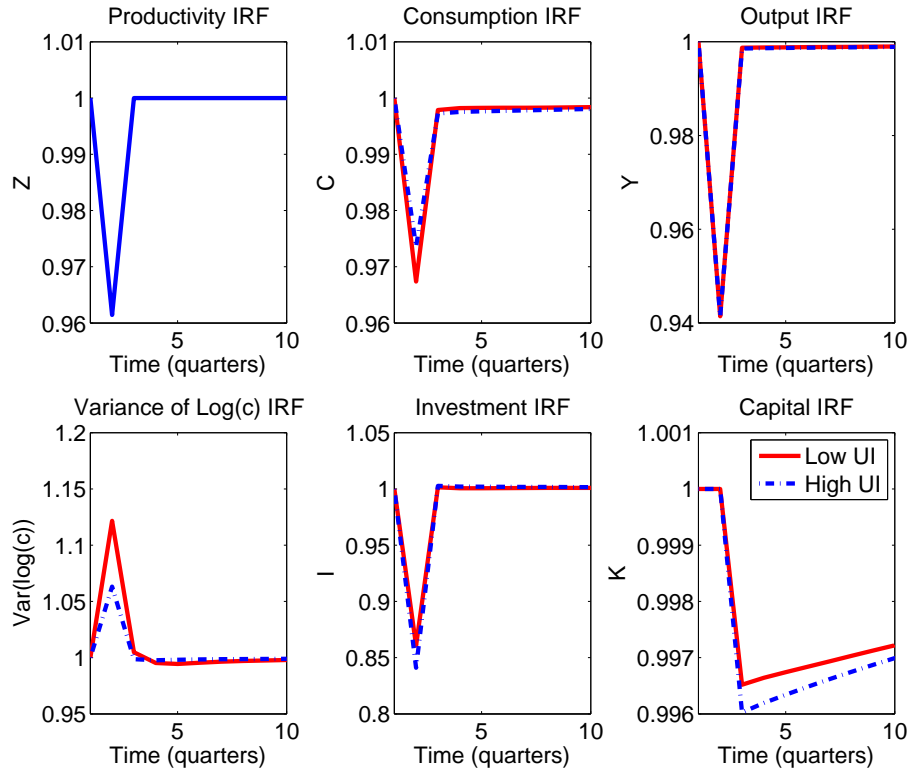 Productivity IRF
1.01
1
0.99
0.98
0.97
0.96
Z
5
10
Time (quarters)
Consumption IRF
1.01
1
0.99
0.98
0.97
0.96
C
5
10
Time (quarters)
Output IRF
1
0.98
0.96
0.94
Y
5
10
Time (quarters)
Variance of Log(c) IRF
1.2
1.15
1.1
1.05
1
0.95
Var(log(c))
5
10
Time (quarters)
Investment IRF
1.05
1
0.95
0.9
0.85
0.8
I
5
10
Time (quarters)
Capital IRF
1.001
1
0.999
0.998
0.997
0.996
K
Low UI
High UI
5
10
Time (quarters)